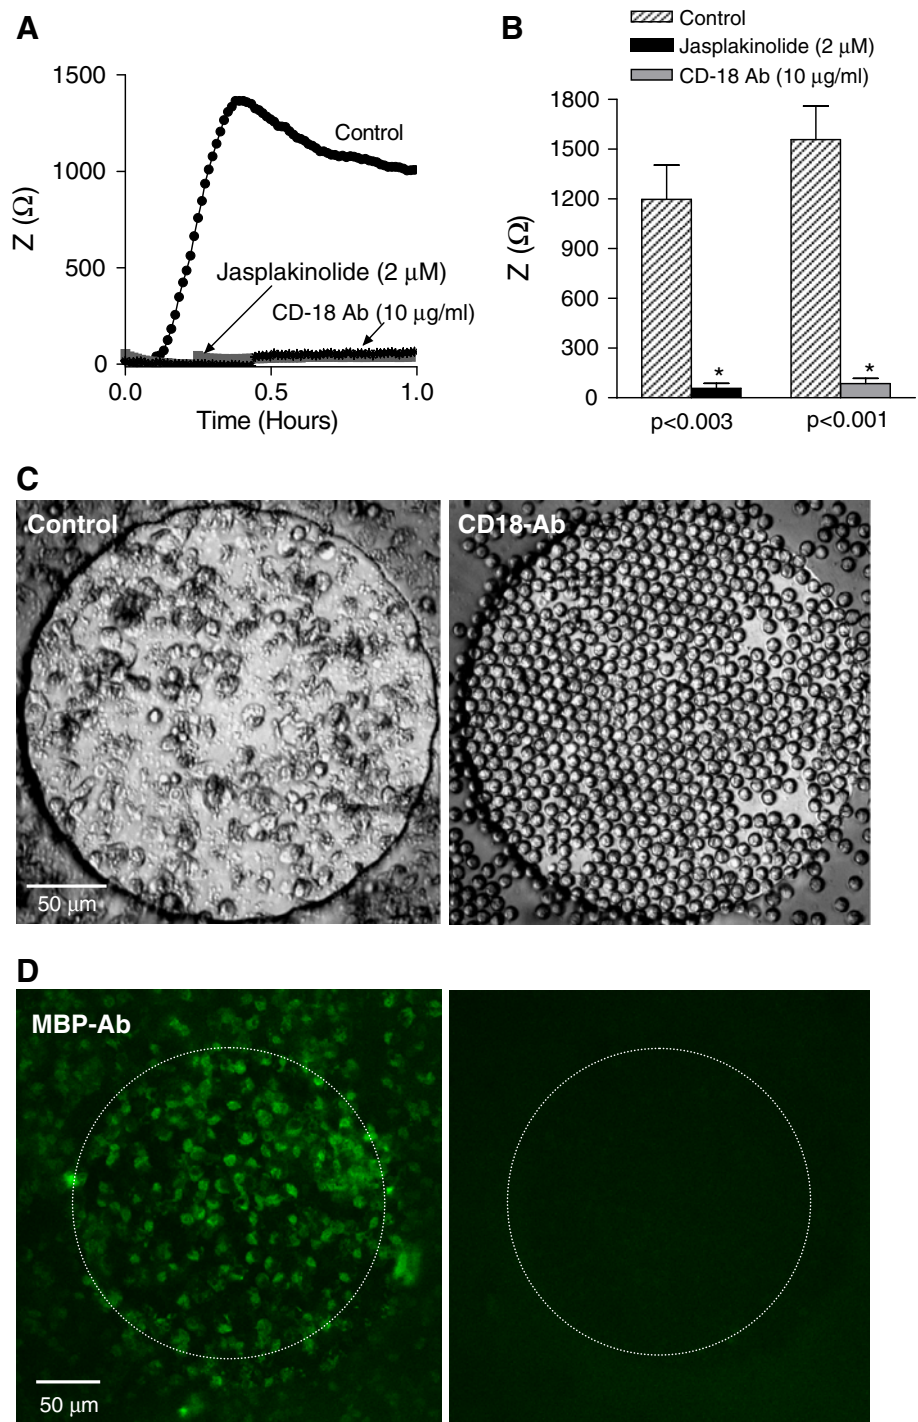 A
1500
1000
500
0
Z (Ω)
Control
Jasplakinolide (2 μM)
CD-18 Ab (10 μg/ml)
0.0
0.5
1.0
Time (Hours)
B
Control
Jasplakinolide (2 μM)
CD-18 Ab (10 μg/ml)
1800
1500
1200
900
600
300
0
Z (Ω)
*
*
p<0.003
p<0.001
C
Control
50 μm
CD18-Ab
D
MBP-Ab
50 μm